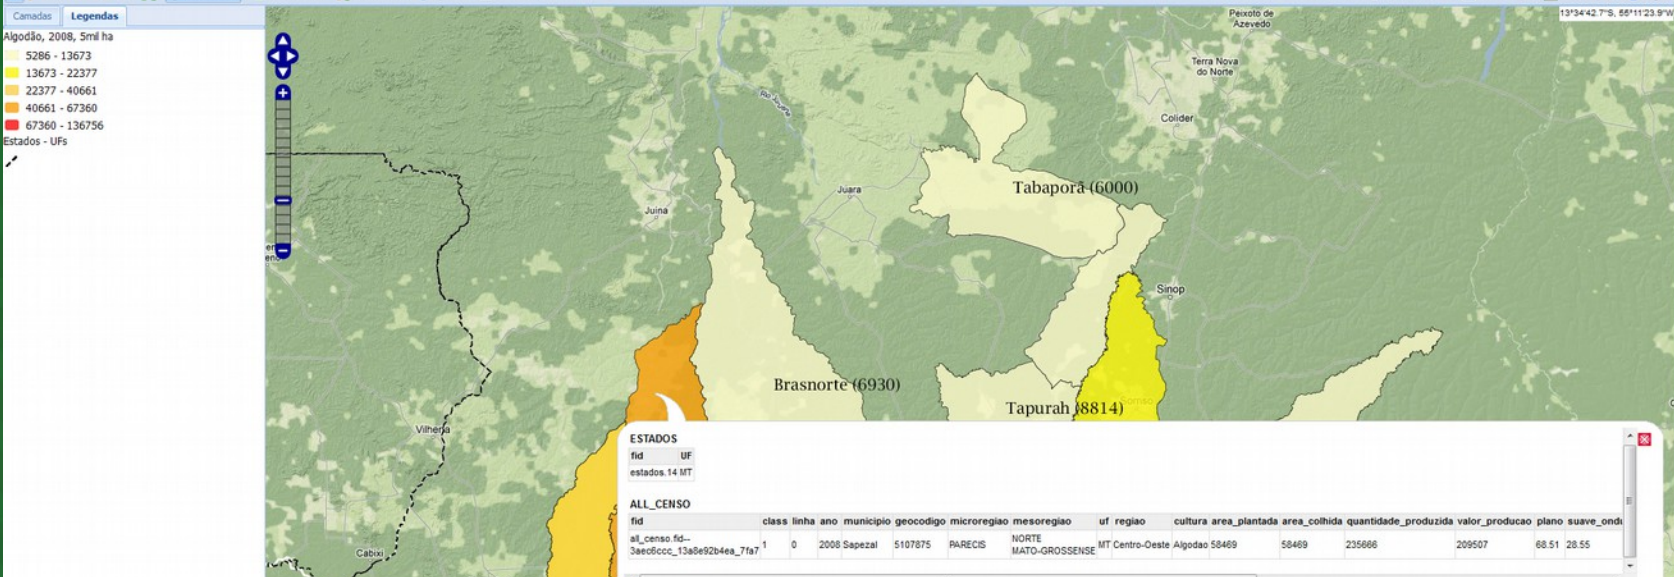 Camadas
Legendas
Algodão, 2008, 5mil ha
5286 - 13673
13673 - 22377
22377 - 40661
40661 - 67360
67360 - 136756
Estados - UFs
13°34'42.7"S, 55°11'23.9"W
Peixoto de
Azevedo
Terra Nova
do Norte
Rio Juruena
Colider
Tabaporã (6000)
Juara
Juina
Sinop
Brasnorte (6930)
Tapurah (8814)
Sorriso
Vilhena
Cabixi
ESTADOS
fid UF
estados.14 MT
ALL_CENSO
fid class linha ano municipio geocodigo microregiao mesoregiao uf regiao cultura area_plantada area_colhida quantidade_produzida valor_producao plano suave_ond
all_censo.fid--
3aec6ccc_13a8e92b4ea_7fa7 1 0 2008 Sapezal 5107875 PARECIS NORTE
MATO-GROSSENSE MT Centro-Oeste Algodao 58469 58469 235666 209507 68.51 28.55